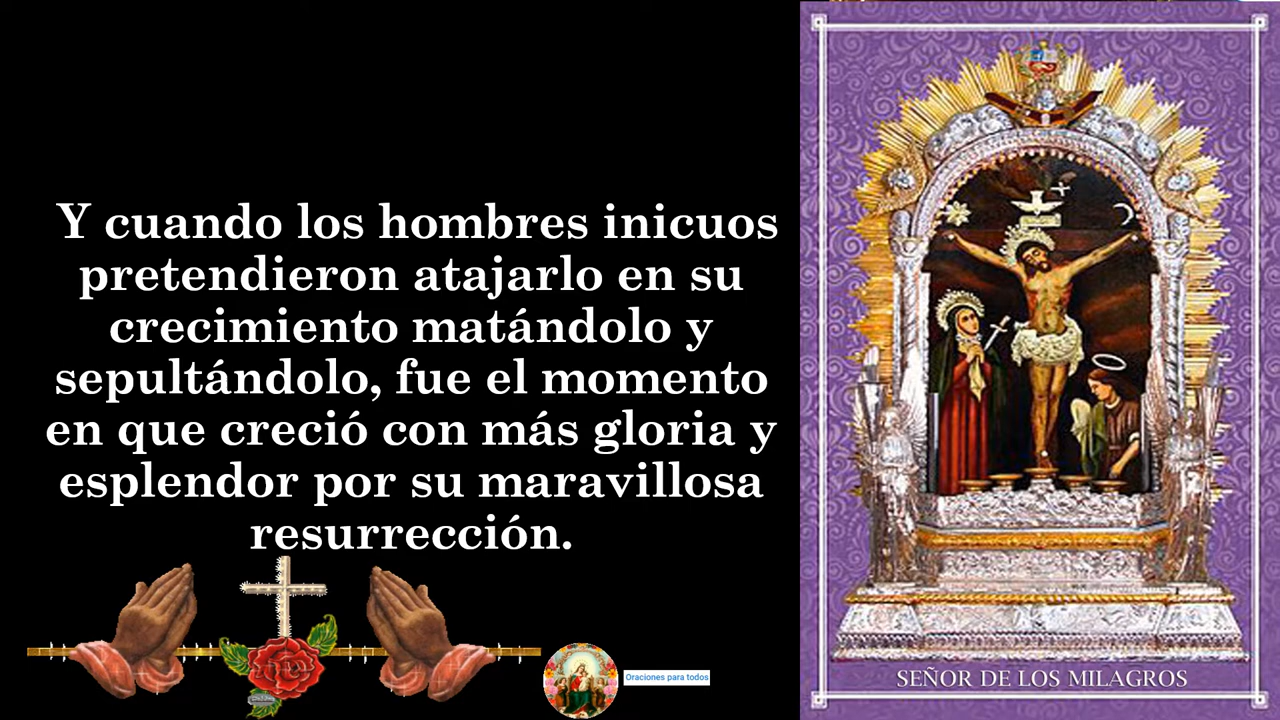 Y cuando los hombres inicuos
pretendieron atajarlo en su
crecimiento matándolo y
sepultándolo, fue el momento
en que creció con más gloria y
esplendor por su maravillosa
resurrección.
Oraciones para todos
SEÑOR DE LOS MILAGROS